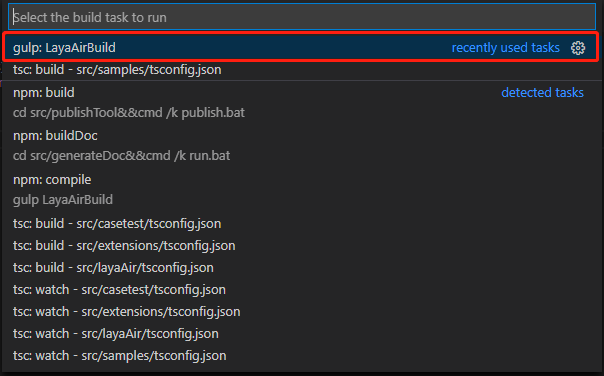 Select the build task to run
gulp: LayaAirBuild recently used tasks
tsc: build - src/samples/tsconfig.json
npm: build detected tasks
cd src/publishTool&&cmd /k publish.bat
npm: buildDoc
cd src/generateDoc&&cmd /k run.bat
npm: compile
gulp LayaAirBuild
tsc: build - src/casetest/tsconfig.json
tsc: build - src/extensions/tsconfig.json
tsc: build - src/layaAir/tsconfig.json
tsc: watch - src/casetest/tsconfig.json
tsc: watch - src/extensions/tsconfig.json
tsc: watch - src/layaAir/tsconfig.json
tsc: watch - src/samples/tsconfig.json